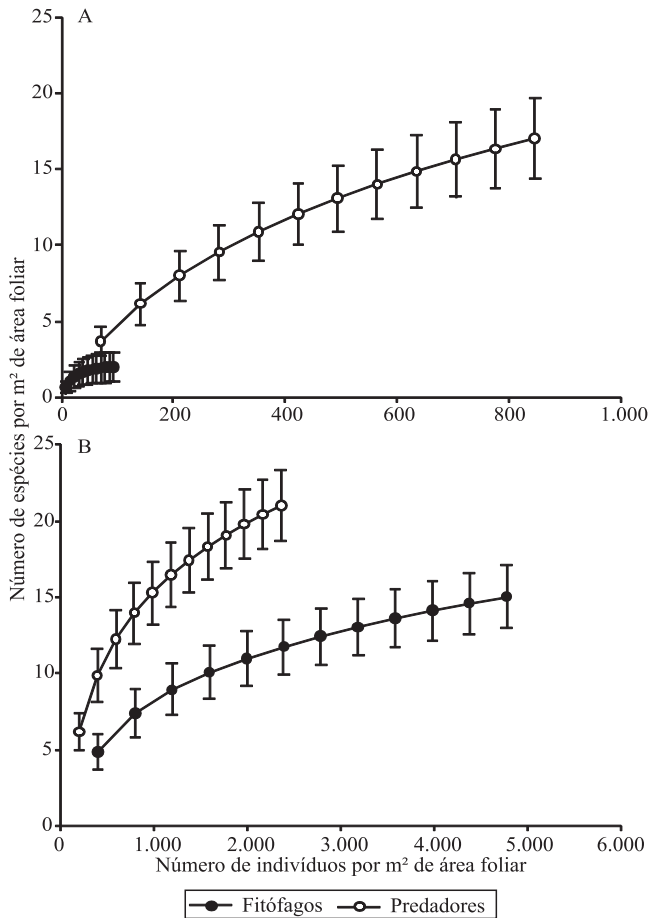 A
25
20
15
10
5
0
0 200 400 600 800 1.000
Número de espécies por m² de área foliar
B
25
20
15
10
5
0
0 1.000 2.000 3.000 4.000 5.000 6.000
Número de indivíduos por m² de área foliar
Fitófagos Predadores